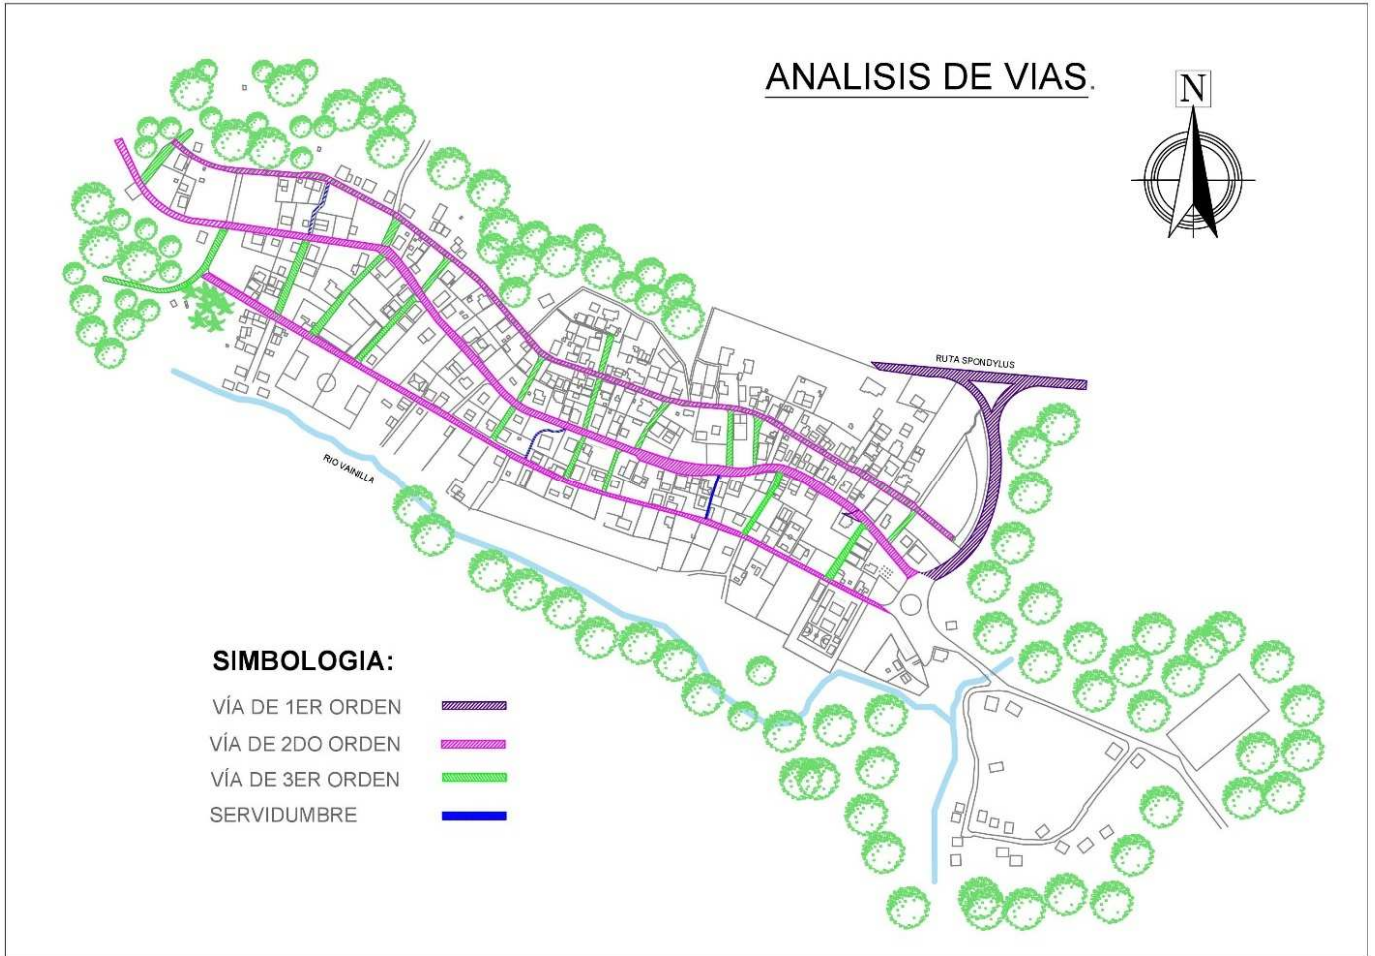 ANALISIS DE VIAS.
N
RUTA SPONDYLUS
RIO VAINILLA
SIMBOLOGIA:
VÍA DE 1ER ORDEN
VÍA DE 2DO ORDEN
VÍA DE 3ER ORDEN
SERVIDUMBRE